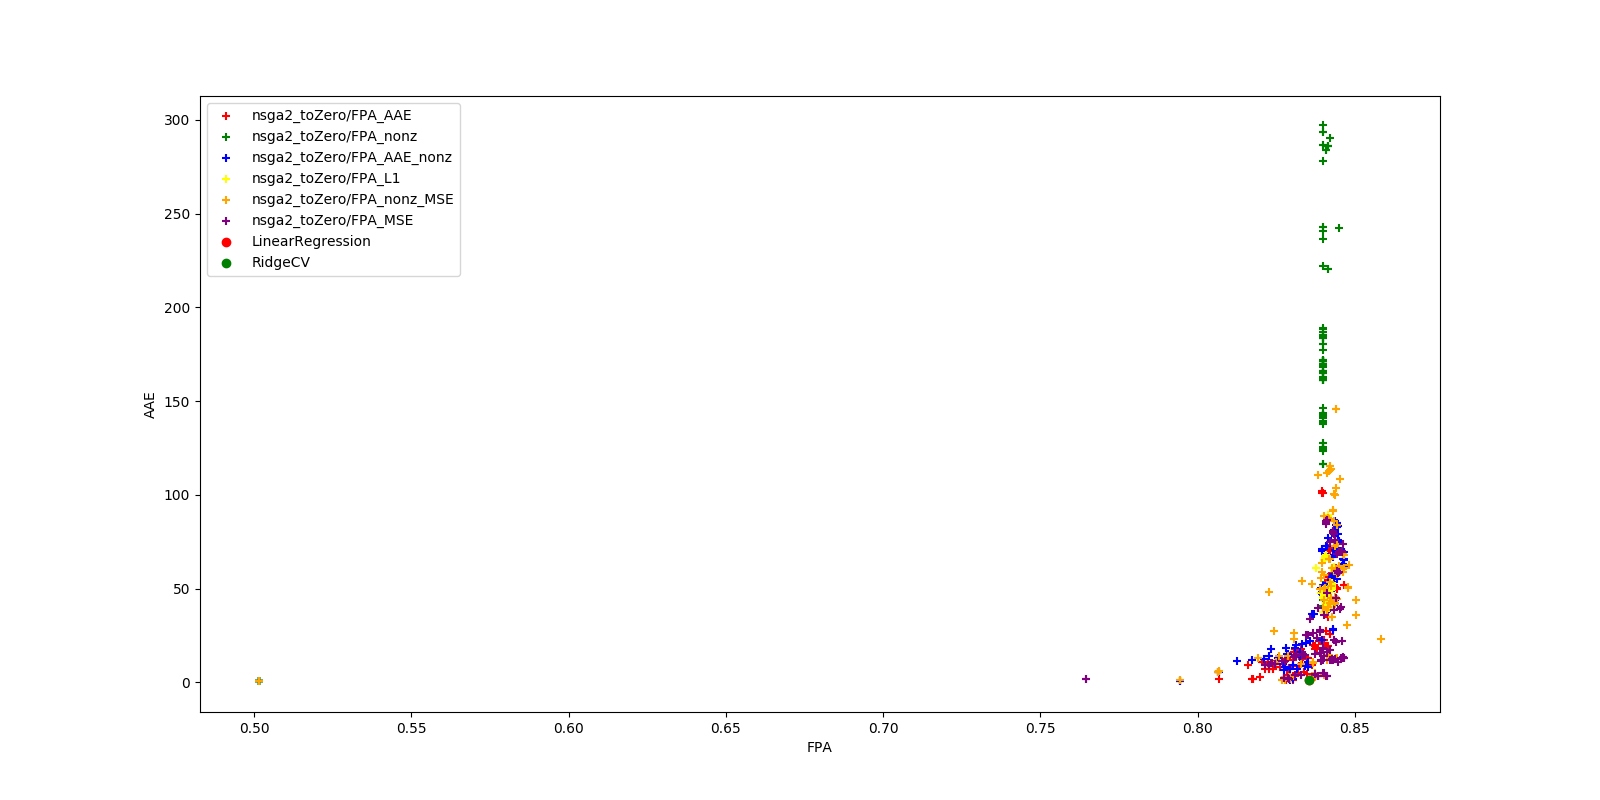 nsga2_toZero/FPA_AAE
nsga2_toZero/FPA_nonz
nsga2_toZero/FPA_AAE_nonz
nsga2_toZero/FPA_L1
nsga2_toZero/FPA_nonz_MSE
nsga2_toZero/FPA_MSE
LinearRegression
RidgeCV
300
250
200
150
100
50
0
AAE
0.50 0.55 0.60 0.65 0.70 0.75 0.80 0.85
FPA